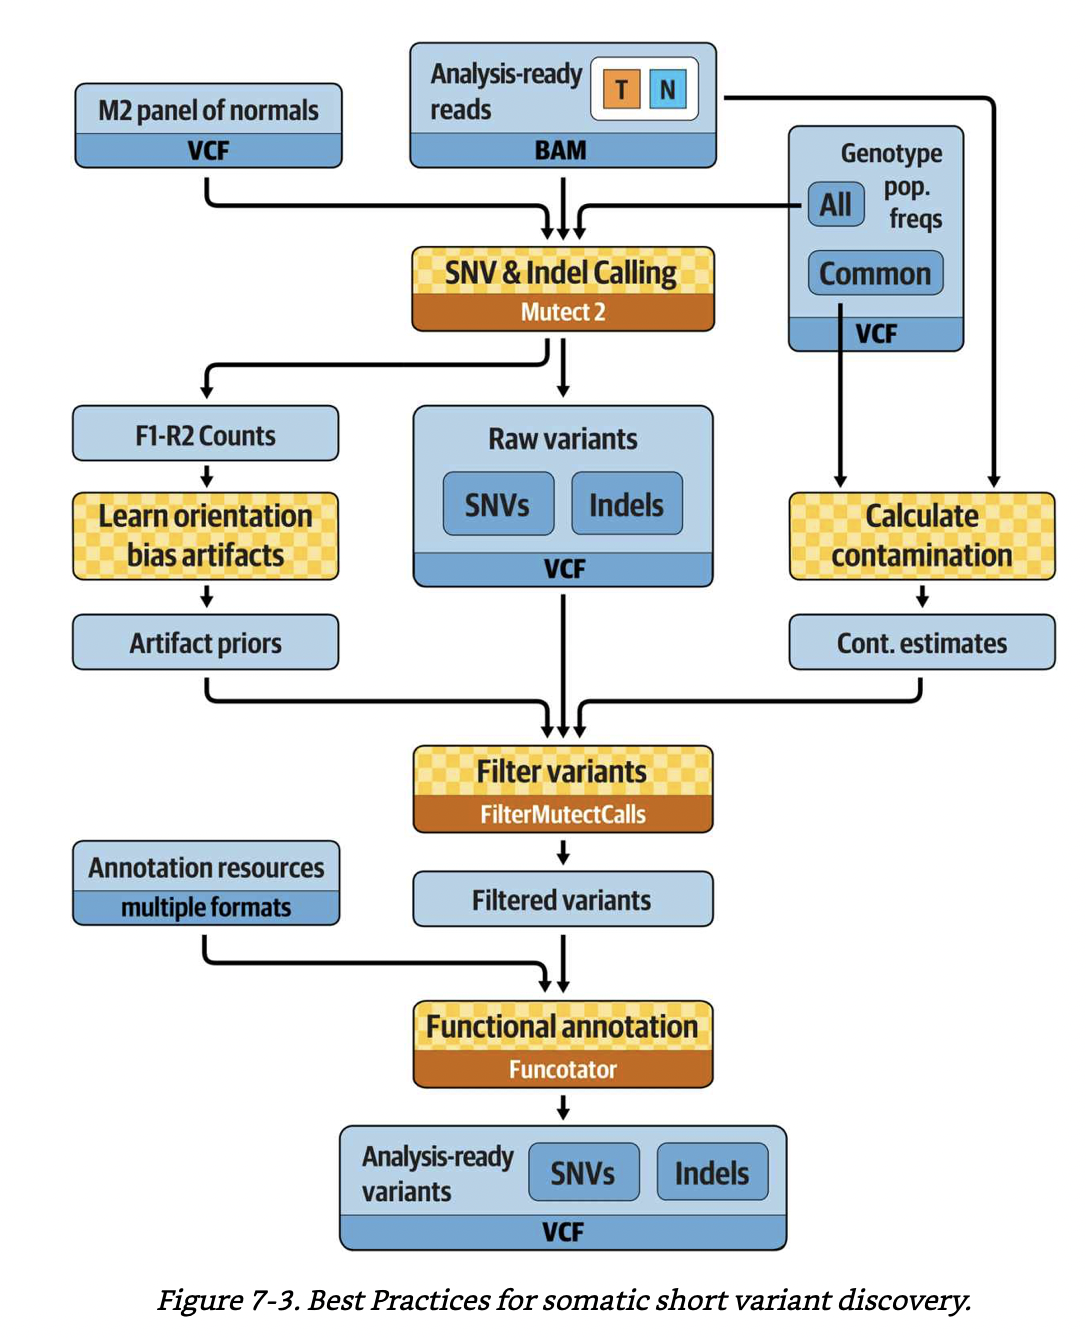 M2 panel of normals
VCF
Analysis-ready
reads
T N
BAM
Genotype
pop.
freqs
All
Common
VCF
SNV & Indel Calling
Mutect 2
F1-R2 Counts
Learn orientation
bias artifacts
Artifact priors
Raw variants
SNVs Indels
VCF
Calculate
contamination
Cont. estimates
Filter variants
FilterMutectCalls
Annotation resources
multiple formats
Filtered variants
Functional annotation
Funcotator
Analysis-ready
variants
SNVs Indels
VCF
Figure 7-3. Best Practices for somatic short variant discovery.